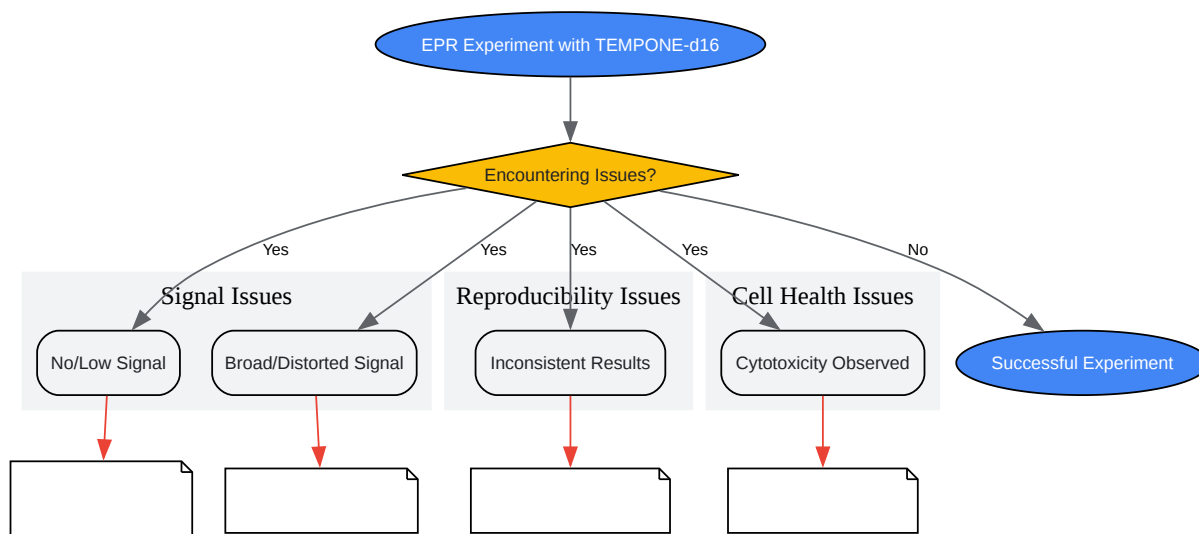 EPR Experiment with TEMPONE-d16
Encountering Issues?
Yes
Yes
Yes
Yes
No
Signal Issues
Reproducibility Issues
Cell Health Issues
No/Low Signal
Broad/Distorted Signal
Inconsistent Results
Cytotoxicity Observed
Successful Experiment